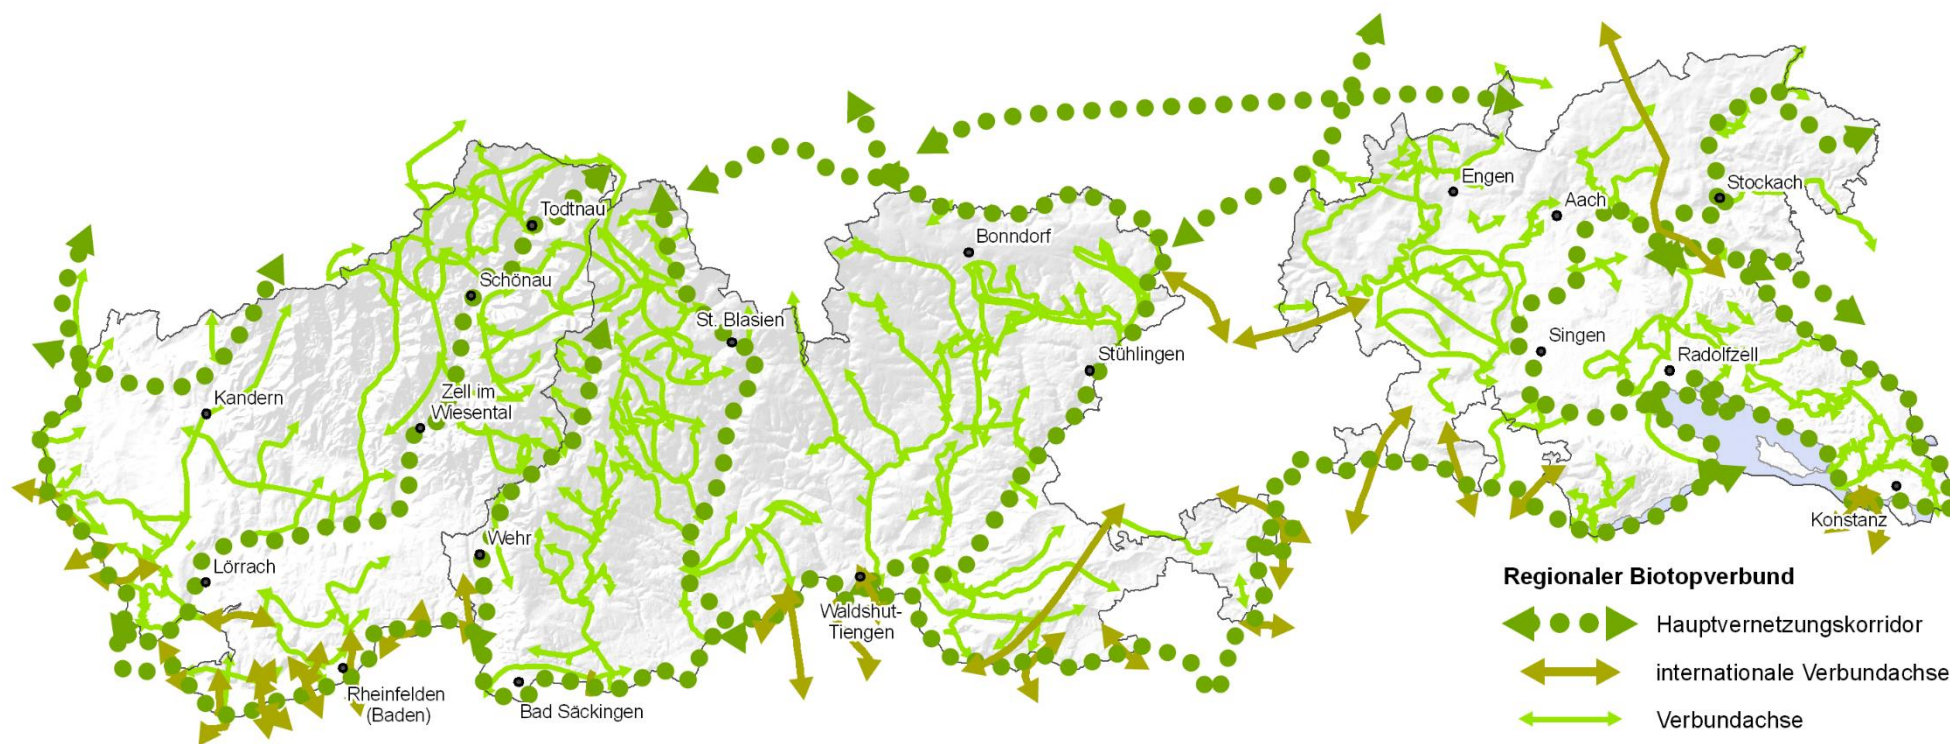 Engen
Stockach
Aach
Todtnau
Bonndorf
Schönau
St. Blasien
Stühlingen
Singen
Radolfzell
Kandern
Zell im
Wiesental
Konstanz
Wehr
Lörrach
Waldshut-
Tiengen
Rheinfelden
(Baden)
Bad Säckingen
Regionaler Biotopverbund
Hauptvernetzungskorridor
internationale Verbundachse
Verbundachse